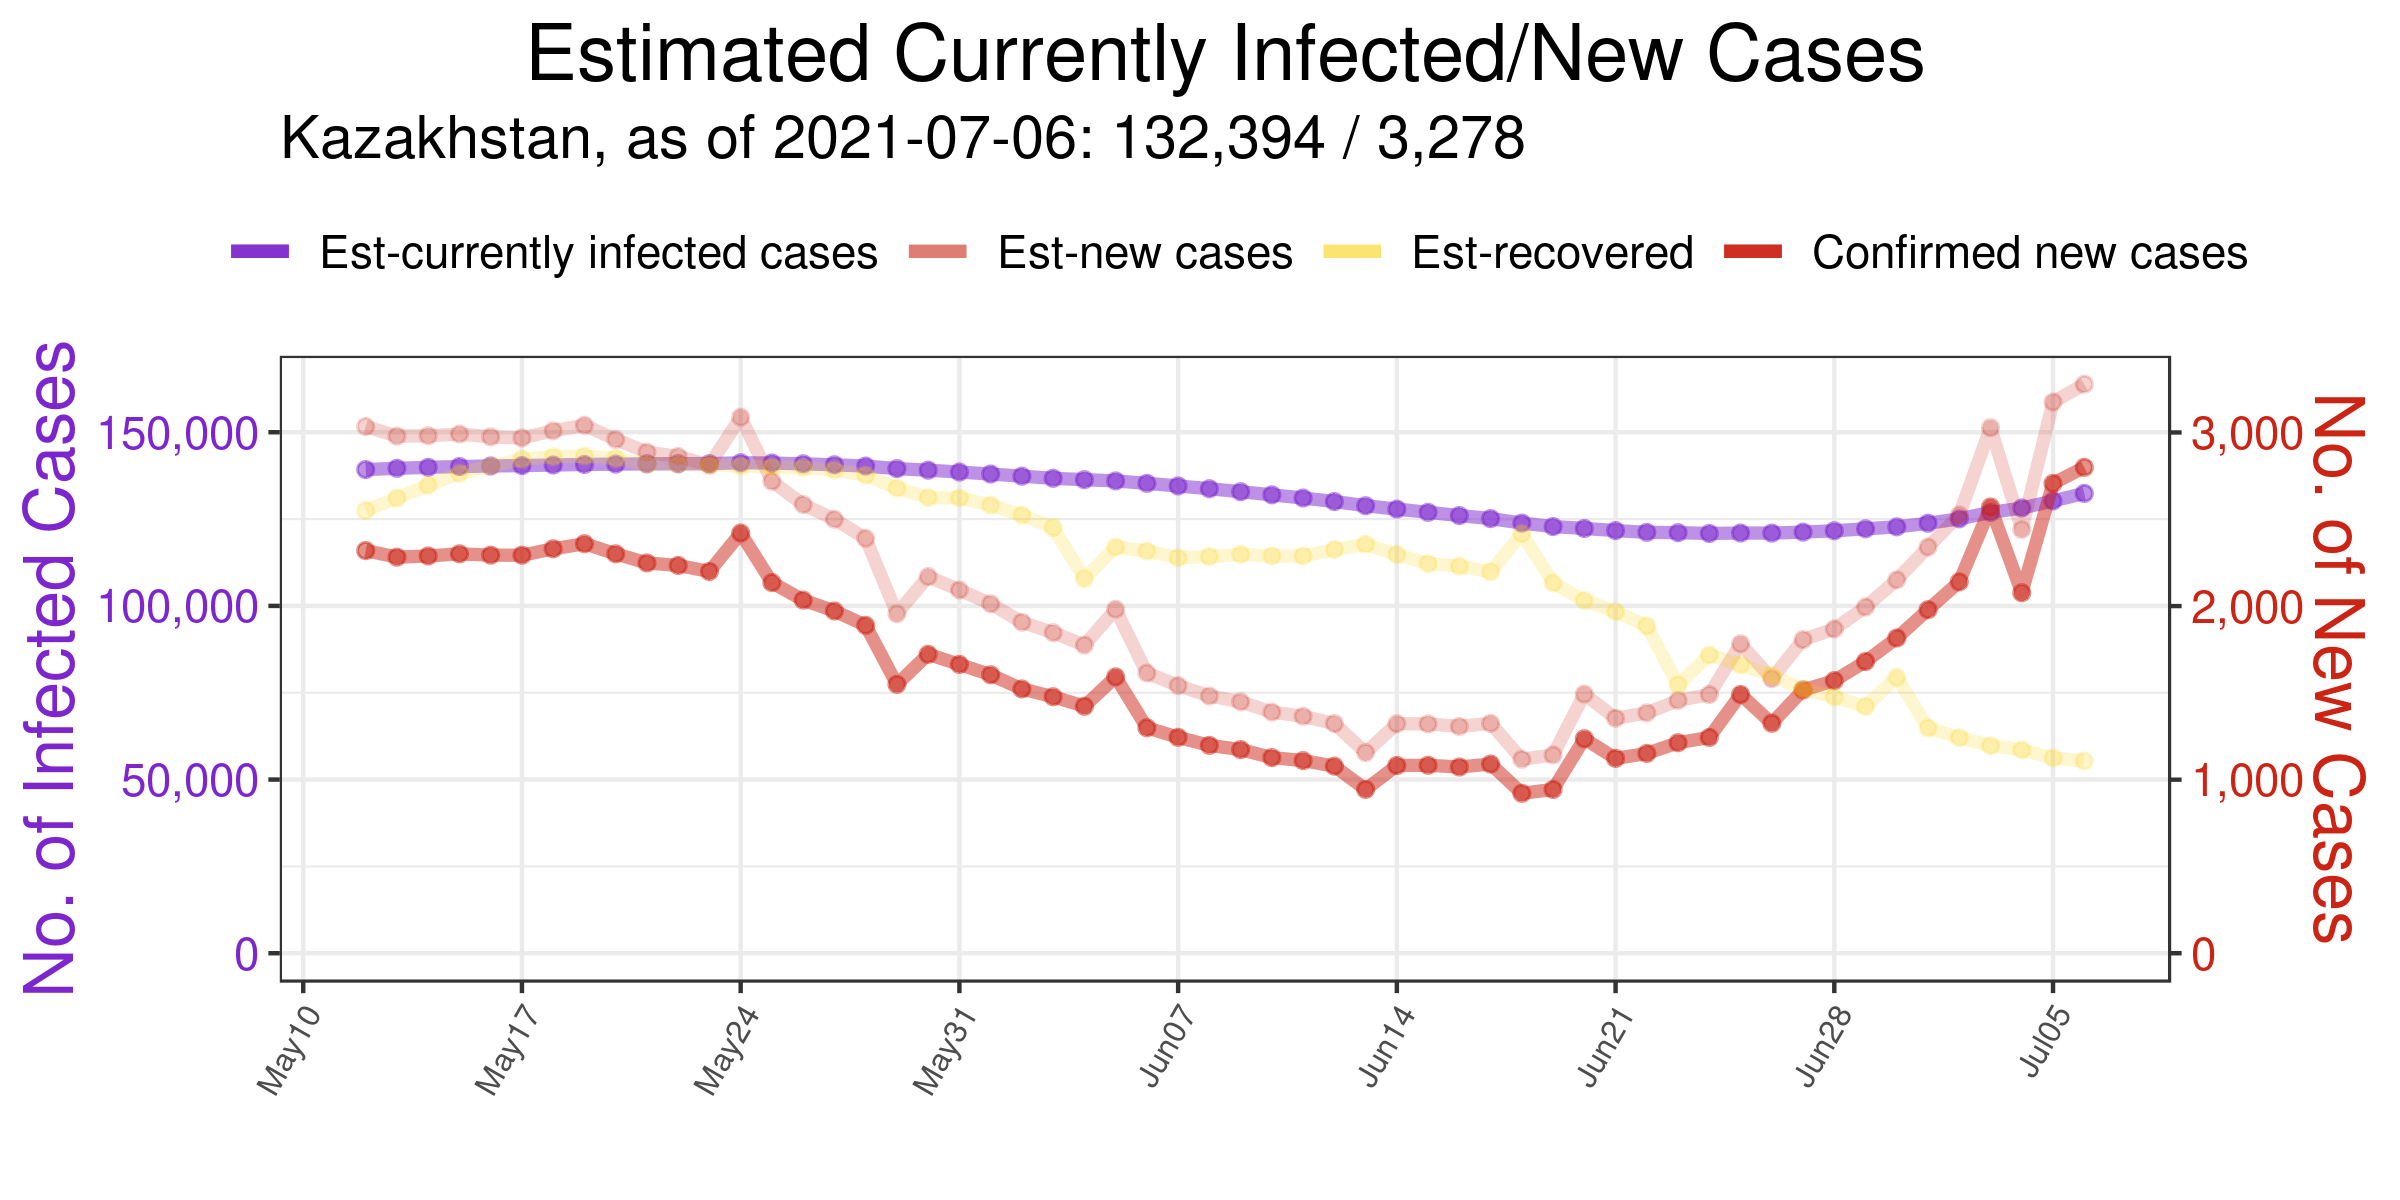 Estimated Currently Infected/New Cases
Kazakhstan, as of 2021-07-06: 132,394 / 3,278
Est-currently infected cases Est-new cases Est-recovered Confirmed new cases
No. of Infected Cases
150,000
100,000
50,000
0
3,000
2,000
1,000
0
No. of New Cases
May10 May17 May24 May31 Jun07 Jun14 Jun21 Jun28 Jul05